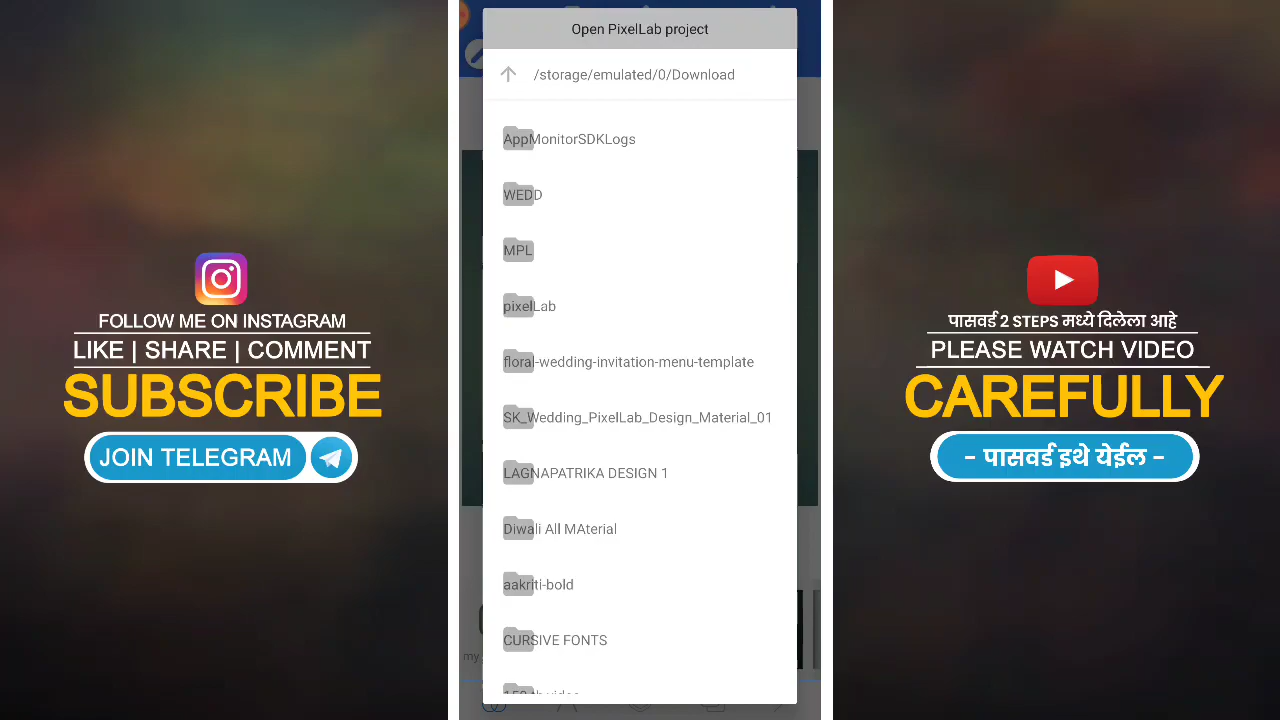 FOLLOW ME ON INSTAGRAM
LIKE | SHARE | COMMENT
SUBSCRIBE
JOIN TELEGRAM
Open PixelLab project
/storage/emulated/0/Download
AppMonitorSDKLogs
WEDD
MPL
pixelLab
floral-wedding-invitation-menu-template
SK_Wedding_PixelLab_Design_Material_01
LAGNAPATRIKA DESIGN 1
Diwali All MAterial
aakriti-bold
CURSIVE FONTS
my
पासवर्ड 2 STEPS मध्ये दिलेला आहे
PLEASE WATCH VIDEO
CAREFULLY
- पासवर्ड इथे येईल -